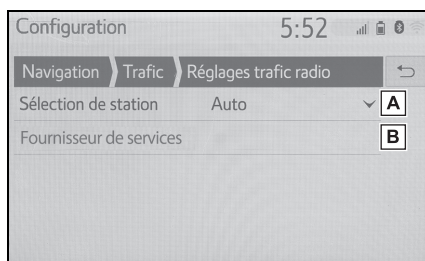 Configuration 5:52
Navigation Trafic Réglages trafic radio
Sélection de station Auto A
Fournisseur de services B